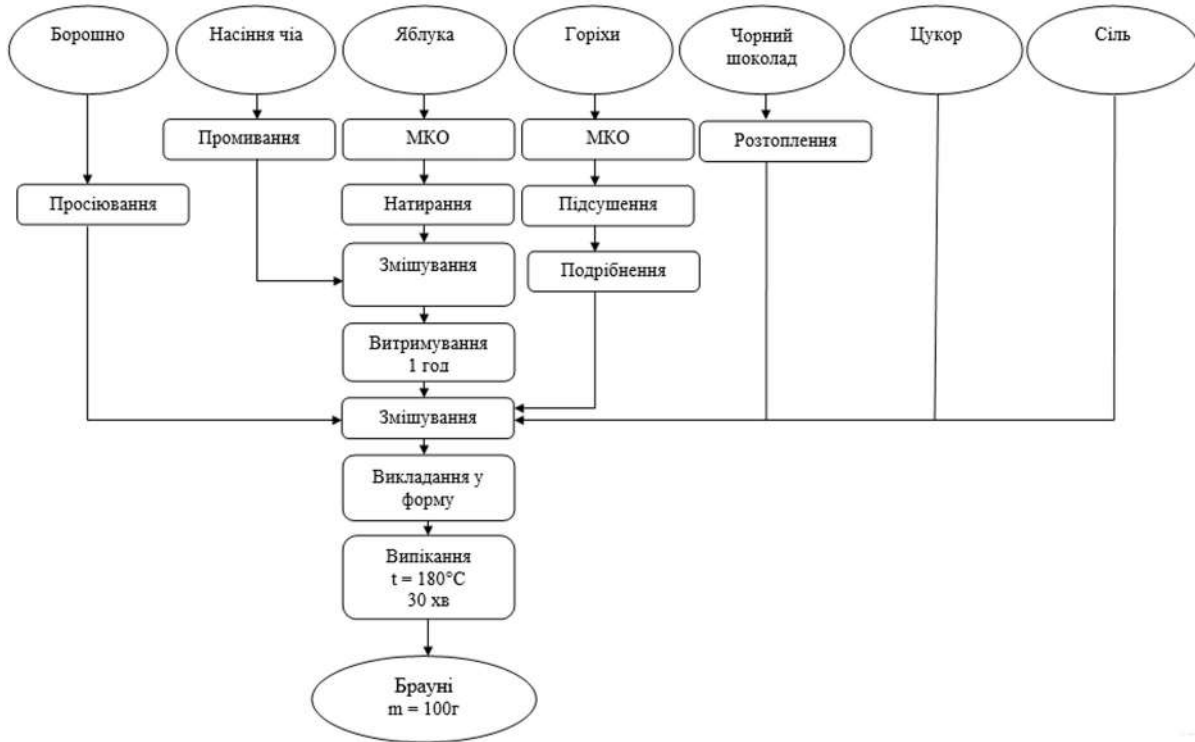 Борошно
Насіння чіа
Яблука
Горіхи
Чорний
шоколад
Цукор
Сіль
Промивання
МКО
МКО
Розтоплення
Просіювання
Натирання
Підсушення
Змішування
Подрібнення
Витримування
1 год
Змішування
Викладання у
форму
Випікання
t = 180°C
30 хв
Брауні
m = 100г